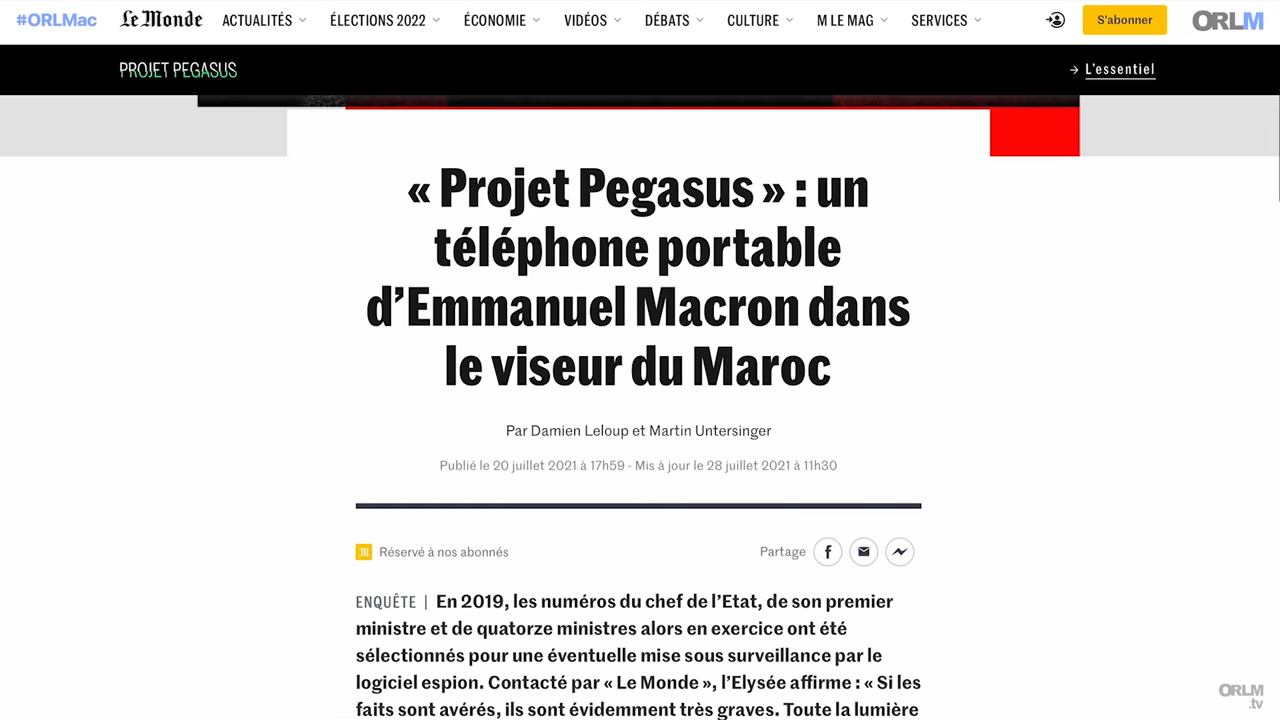 #ORLMac
Le Monde
ACTUALITÉS
ÉLECTIONS 2022
ÉCONOMIE
VIDÉOS
DÉBATS
CULTURE
M LE MAG
SERVICES
S'abonner
ORLM
PROJET PEGASUS
→ L'essentiel
« Projet Pegasus » : un
téléphone portable
d'Emmanuel Macron dans
le viseur du Maroc
Par Damien Leloup et Martin Untersinger
Publié le 20 juillet 2021 à 17h59 - Mis à jour le 28 juillet 2021 à 11h30
Réservé à nos abonnés
Partage
ENQUÊTE | En 2019, les numéros du chef de l'Etat, de son premier
ministre et de quatorze ministres alors en exercice ont été
sélectionnés pour une éventuelle mise sous surveillance par le
logiciel espion. Contacté par « Le Monde », l'Elysée affirme : « Si les
faits sont avérés, ils sont évidemment très graves. Toute la lumière
ORLM
.tv